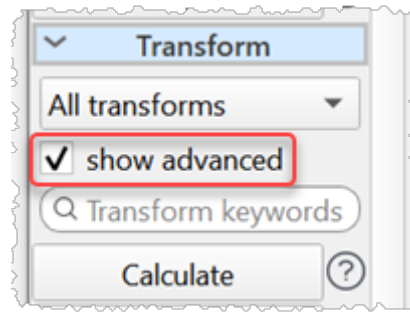 Transform
All transforms
show advanced
Transform keywords
Calculate
?